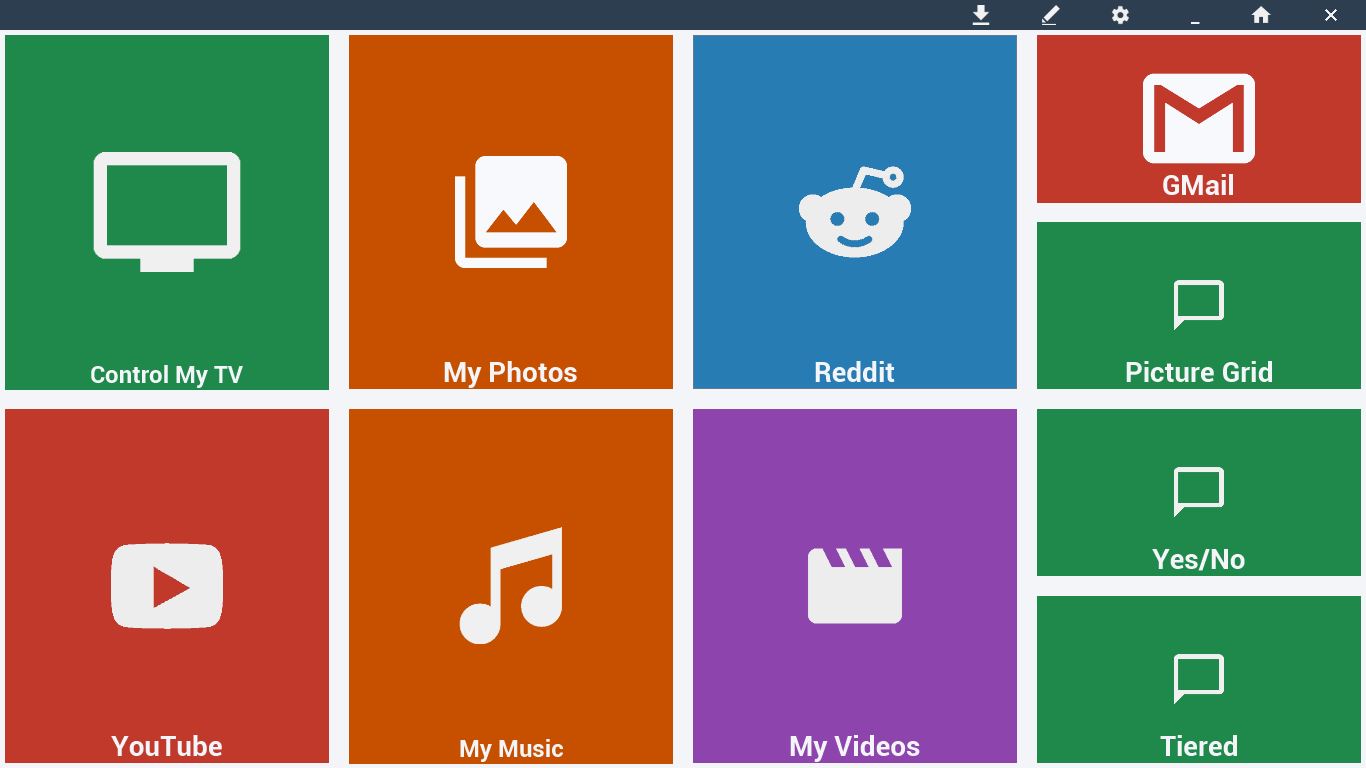 Control My TV
My Photos
Reddit
GMail
Picture Grid
YouTube
My Music
My Videos
Yes/No
Tiered